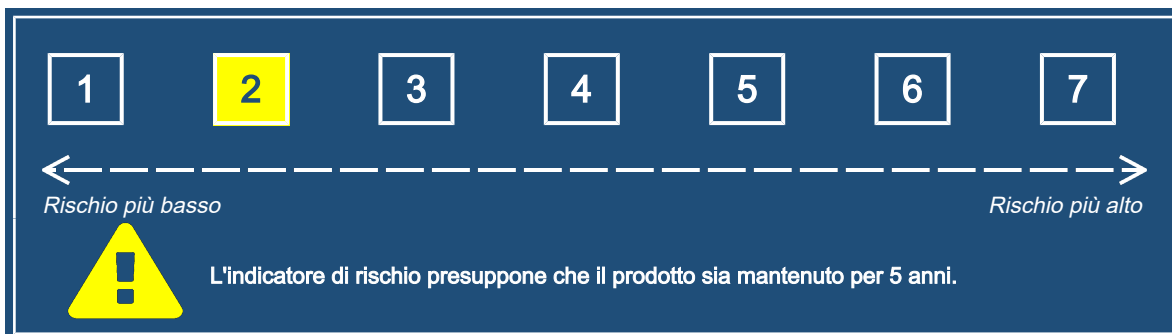 1 2 3 4 5 6 7
Rischio più basso Rischio più alto
L'indicatore di rischio presuppone che il prodotto sia mantenuto per 5 anni.